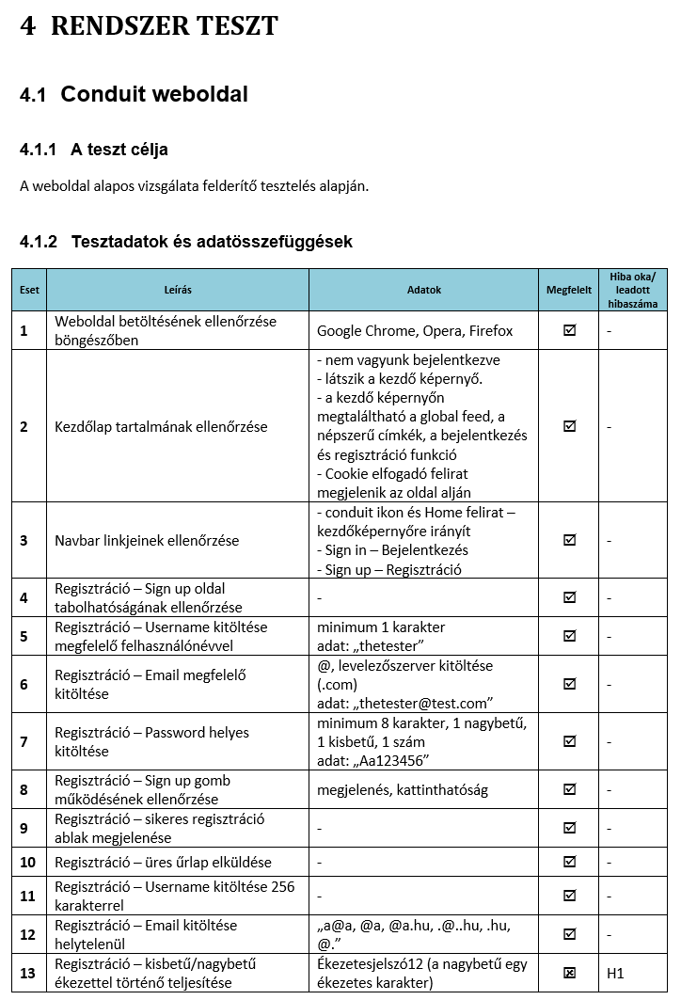 4 RENDSZER TESZT
4.1 Conduit weboldal
4.1.1 A teszt célja
A weboldal alapos vizsgálata felderítő tesztelés alapján.
4.1.2 Tesztadatok és adatösszefüggések
Eset Leírás Adatok Megfelelt Hiba oka/
leadott
hibaszáma
1 Weboldal betöltésének ellenőrzése
böngészőben
Google Chrome, Opera, Firefox ☑ -
2 Kezdőlap tartalmának ellenőrzése
- nem vagyunk bejelentkezve
- látszik a kezdő képernyő.
- a kezdő képernyőn
megtaláltható a global feed, a
népszerű címkék, a bejelentkezés
és regisztráció funkció
- Cookie elfogadó felirat
megjelenik az oldal alján
☑ -
3 Navbar linkjeinek ellenőrzése
- conduit ikon és Home felirat –
kezdőképernyőre irányít
- Sign in – Bejelentkezés
- Sign up – Regisztráció
☑ -
4 Regisztráció – Sign up oldal
tabolhatóságának ellenőrzése
- ☑ -
5 Regisztráció – Username kitöltése
megfelelő felhasználónévvel
minimum 1 karakter
adat: „thetester”
☑ -
6 Regisztráció – Email megfelelő
kitöltése
@, levelezőszerver kitöltése
(.com)
adat: „thetester@test.com”
☑ -
7 Regisztráció – Password helyes
kitöltése
minimum 8 karakter, 1 nagybetű,
1 kisbetű, 1 szám
adat: „Aa123456”
☑ -
8 Regisztráció – Sign up gomb
működésének ellenőrzése
megjelenés, kattinthatóság ☑ -
9 Regisztráció – sikeres regisztráció
ablak megjelenése
- ☑ -
10 Regisztráció – üres űrlap elküldése - ☑ -
11 Regisztráció – Username kitöltése 256
karakterrel
- ☑ -
12 Regisztráció – Email kitöltése
helytelenül
„a@a, @a, @a.hu, .@..hu, .hu,
@.”
☑ -
13 Regisztráció – kisbetű/nagybetű
ékezettel történő teljesítése
Ékezetesjelszó12 (a nagybetű egy
ékezetes karakter)
☒ H1